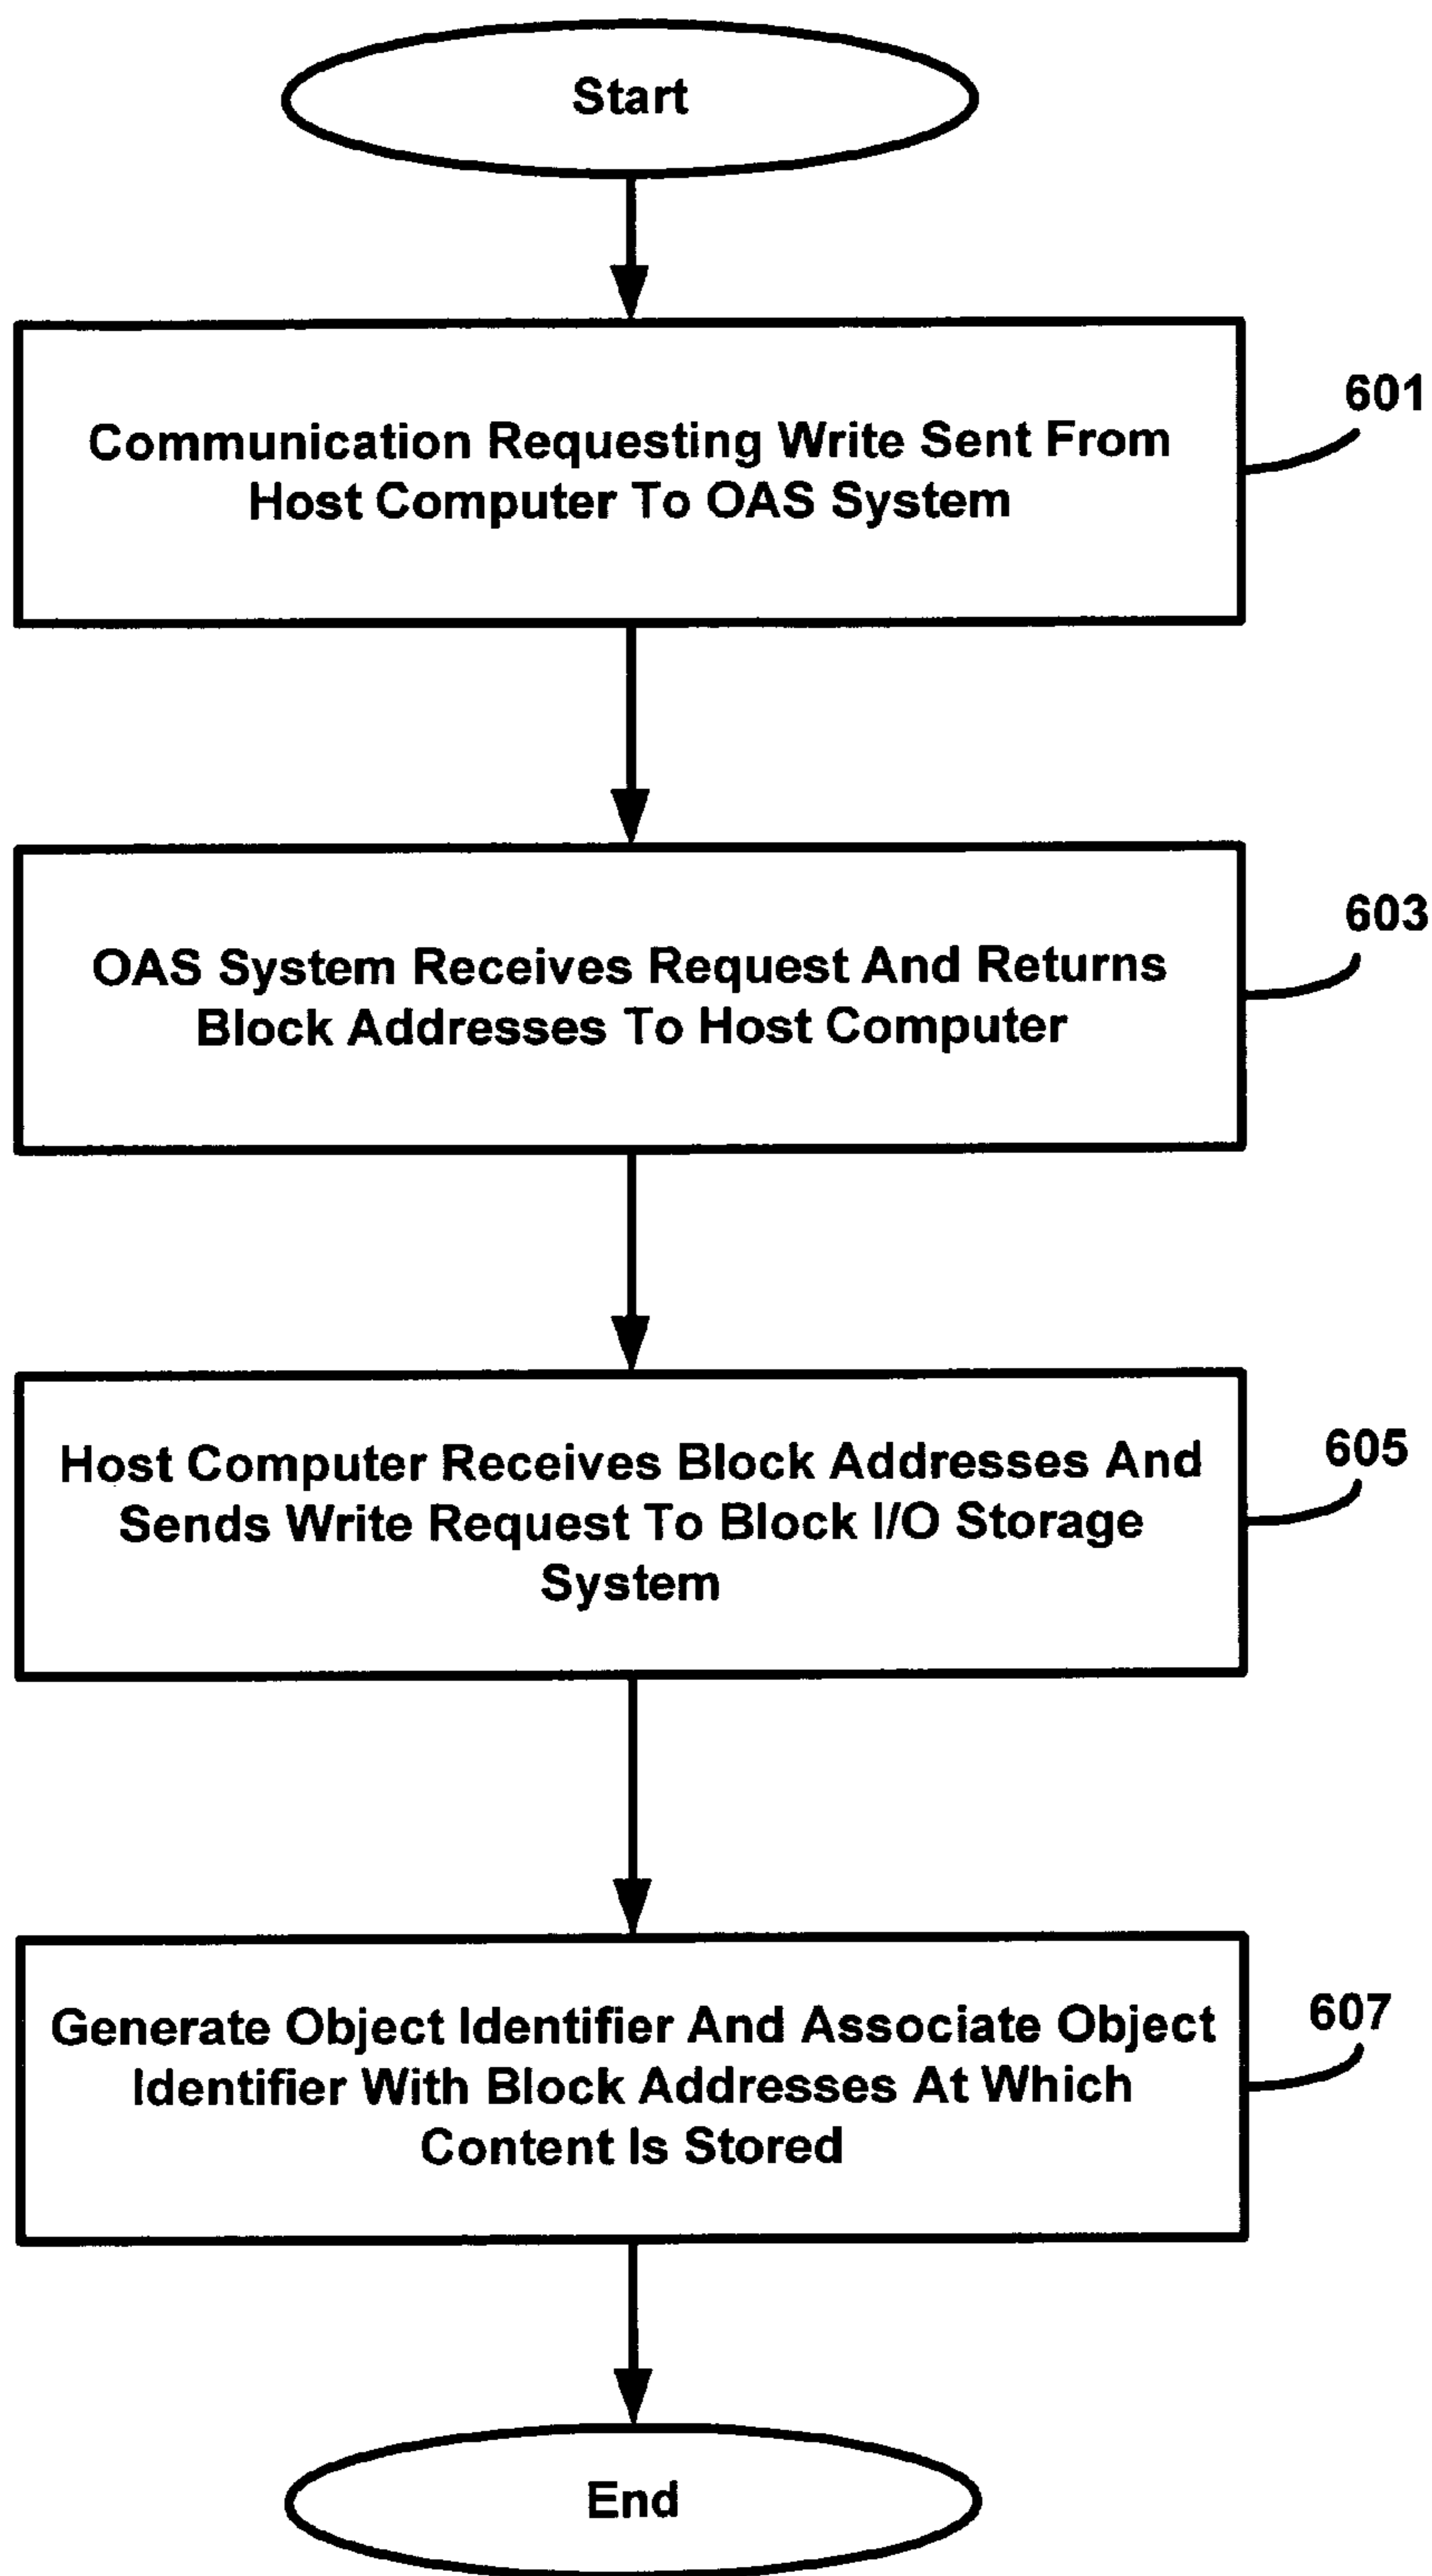 Start
601
Communication Requesting Write Sent From
Host Computer To OAS System
603
OAS System Receives Request And Returns
Block Addresses To Host Computer
605
Host Computer Receives Block Addresses And
Sends Write Request To Block I/O Storage
System
607
Generate Object Identifier And Associate Object
Identifier With Block Addresses At Which
Content Is Stored
End